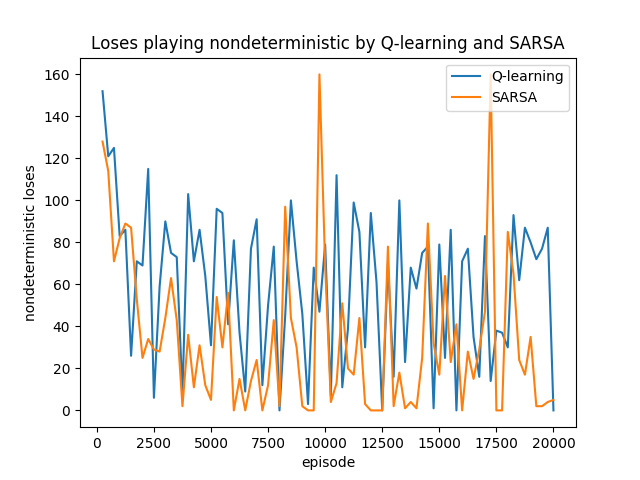 Loses playing nondeterministic by Q-learning and SARSA
Q-learning
SARSA
160
140
120
100
80
60
40
20
0
nondeterministic loses
0 2500 5000 7500 10000 12500 15000 17500 20000
episode